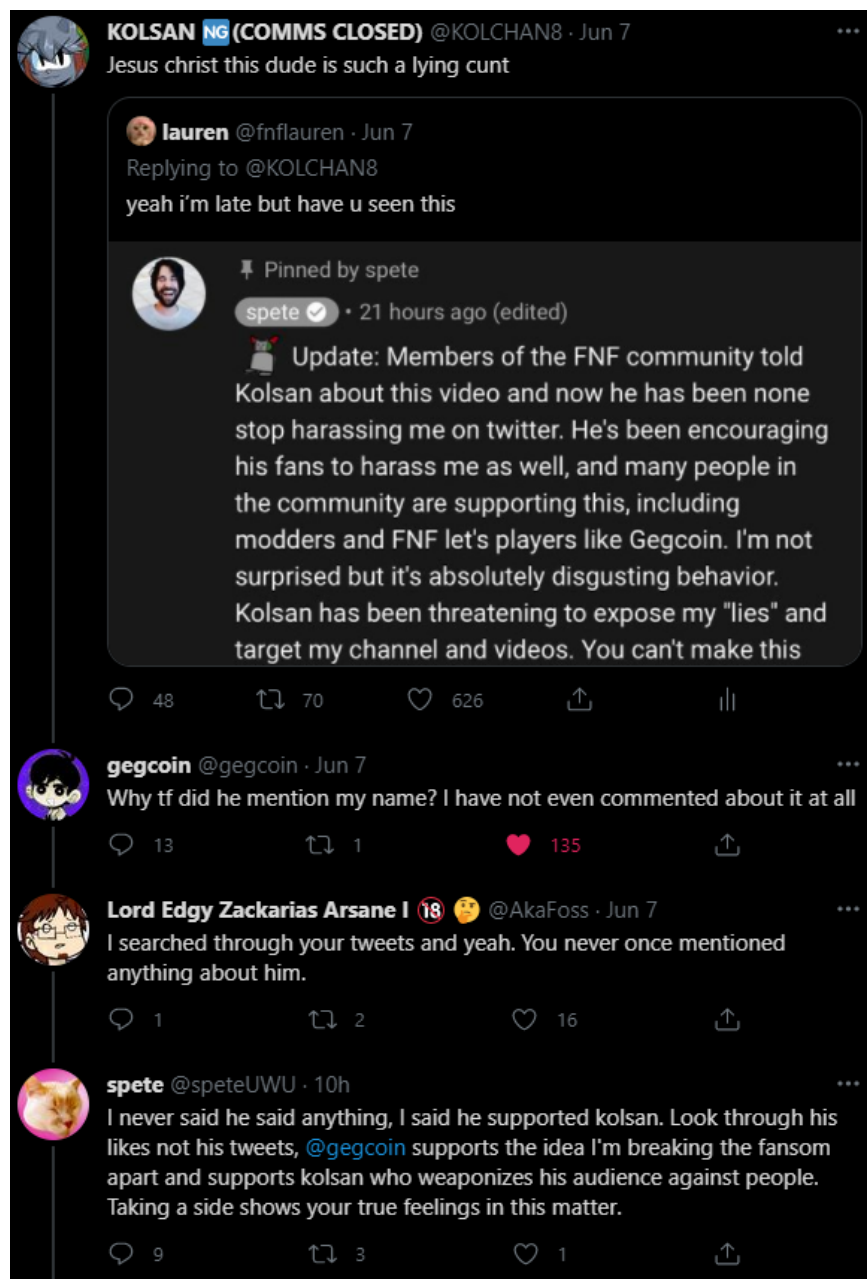 KOLSAN NG (COMMS CLOSED) @KOLCHAN8 · Jun 7
Jesus christ this dude is such a lying cunt
lauren @fnflauren · Jun 7
Replying to @KOLCHAN8
yeah i'm late but have u seen this
Pinned by spete
spete • 21 hours ago (edited)
Update: Members of the FNF community told
Kolsan about this video and now he has been none
stop harassing me on twitter. He's been encouraging
his fans to harass me as well, and many people in
the community are supporting this, including
modders and FNF let's players like Gegcoin. I'm not
surprised but it's absolutely disgusting behavior.
Kolsan has been threatening to expose my "lies" and
target my channel and videos. You can't make this
48 70 626
gegcoin @gegcoin · Jun 7
Why tf did he mention my name? I have not even commented about it at all
13 1 135
Lord Edgy Zackarias Arsane I 🔞 🤔 @AkaFoss · Jun 7
I searched through your tweets and yeah. You never once mentioned
anything about him.
1 2 16
spete @speteUWU · 10h
I never said he said anything, I said he supported kolsan. Look through his
likes not his tweets, @gegcoin supports the idea I'm breaking the fansom
apart and supports kolsan who weaponizes his audience against people.
Taking a side shows your true feelings in this matter.
9 3 1